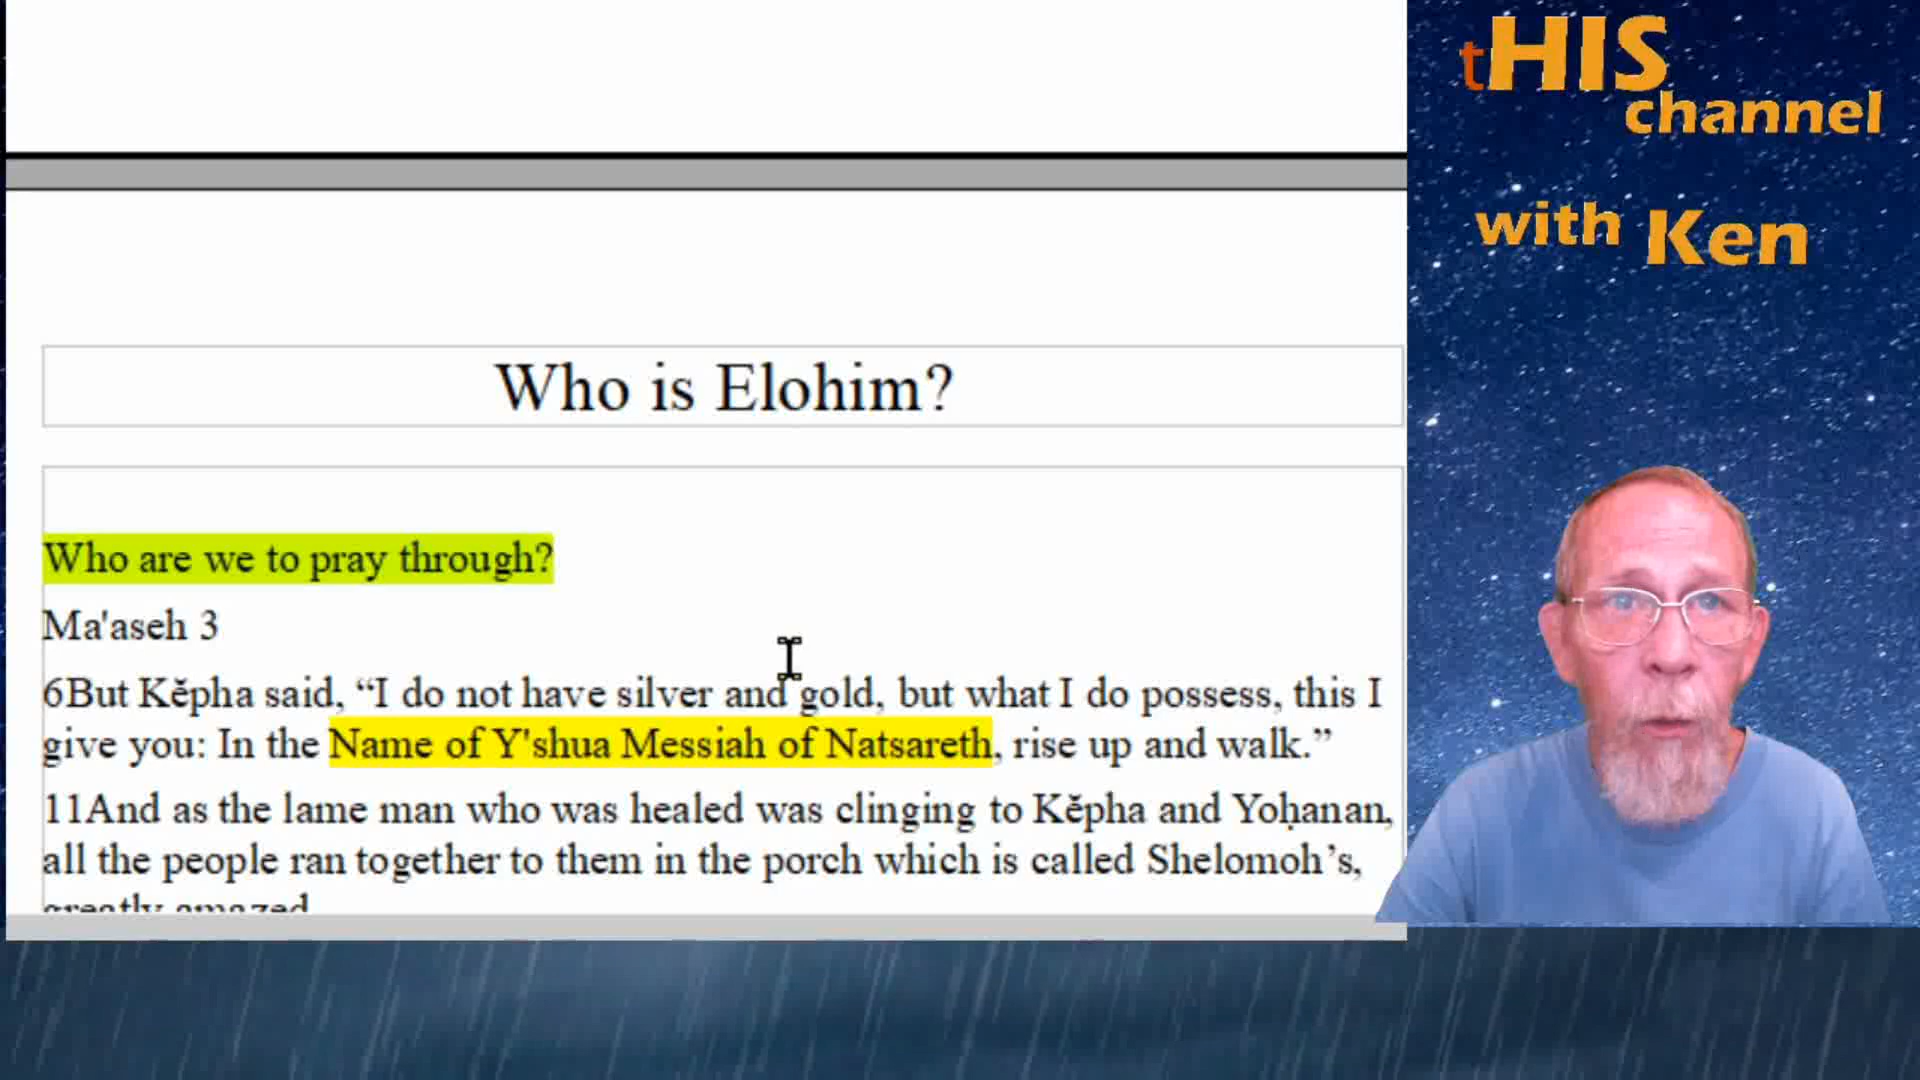 tHIS
channel
with Ken
Who is Elohim?
Who are we to pray through?
Ma'aseh 3
6But Kĕpha said, “I do not have silver and gold, but what I do possess, this I
give you: In the Name of Y'shua Messiah of Natsareth, rise up and walk.”
11And as the lame man who was healed was clinging to Kĕpha and Yoḥanan,
all the people ran together to them in the porch which is called Shelomoh’s,
greatly amazed